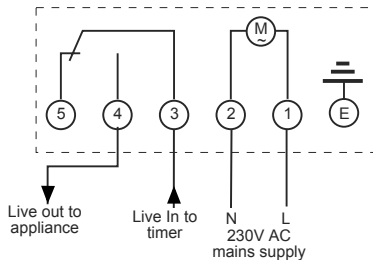 M
~
5 4 3 2 1 E
Live out to
appliance
Live In to
timer
N L
230V AC
mains supply